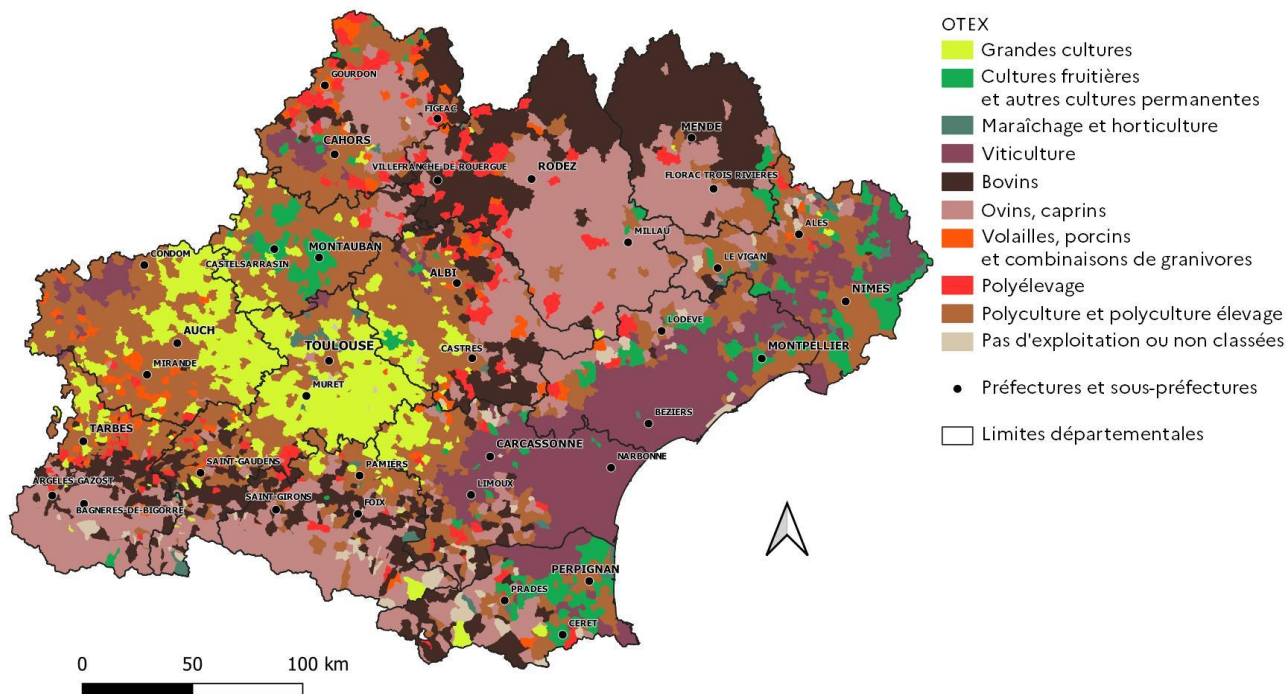 OTEX
Grandes cultures
Cultures fruitières
et autres cultures permanentes
Maraîchage et horticulture
Viticulture
Bovins
Ovins, caprins
Volailles, porcins
et combinaisons de granivores
Polyélevage
Polyculture et polyculture élevage
Pas d'exploitation ou non classées
Préfectures et sous-préfectures
Limites départementales
GOURDON
FIGEAC
CAHORS
MENDE
VILLEFRANCHE-DE-ROUERGUE
RODEZ
FLORAC TROIS RIVIÈRES
ALES
MILLAU
MONTAUBAN
CONDOM
CASTELSARRASIN
LE VIGAN
ALBI
NIMES
AUCH
LODEVE
TOULOUSE
CASTRES
MONTPELLIER
MIRANDE
MURET
BEZIERS
TARBES
CARCASSONNE
SAINT-GAUDENS
PAMIERS
NARBONNE
ARGELES-GAZOST
SAINT-GIRONS
LIMOUX
BAGNERES-DE-BIGORRE
FOIX
PERPIGNAN
PRADES
CERET
0 50 100 km